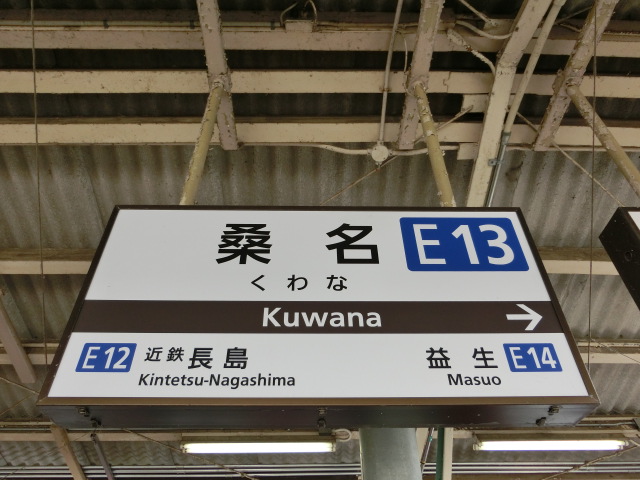 桑名 E13
くわな
Kuwana →
E12 近鉄長島 益生 E14
Kintetsu-Nagashima Masuo